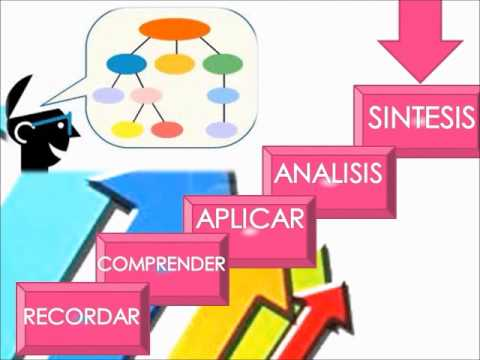 SINTESIS
ANALISIS
APLICAR
COMPRENDER
RECORDAR